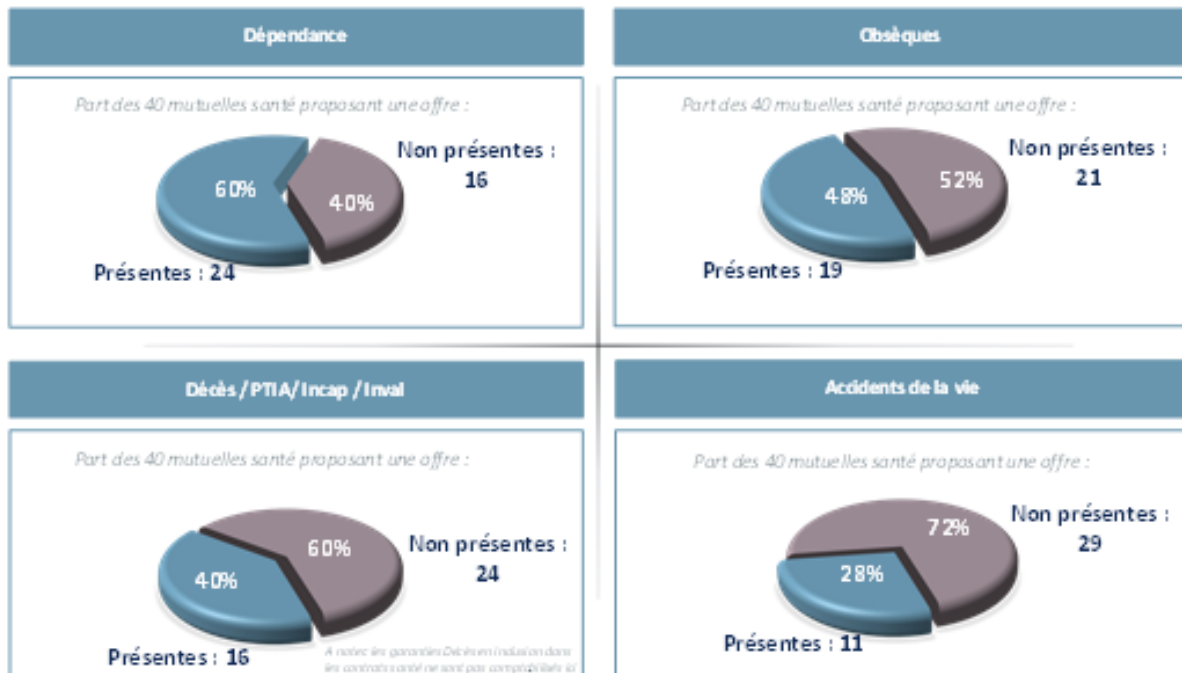 Dépendance
Part des 40 mutuelles santé proposant une offre :
Non présentes :
16
60%
40%
Présentes : 24
Obsèques
Part des 40 mutuelles santé proposant une offre :
Non présentes :
21
52%
48%
Présentes : 19
Décès / PTIA/ Incap / Inval
Part des 40 mutuelles santé proposant une offre :
60%
Non présentes :
24
40%
Présentes : 16
A noter les garanties Décès en inclusion dans
les contrats santé ne sont pas comptabilisés ici
Accidents de la vie
Part des 40 mutuelles santé proposant une offre :
72%
Non présentes :
29
28%
Présentes : 11